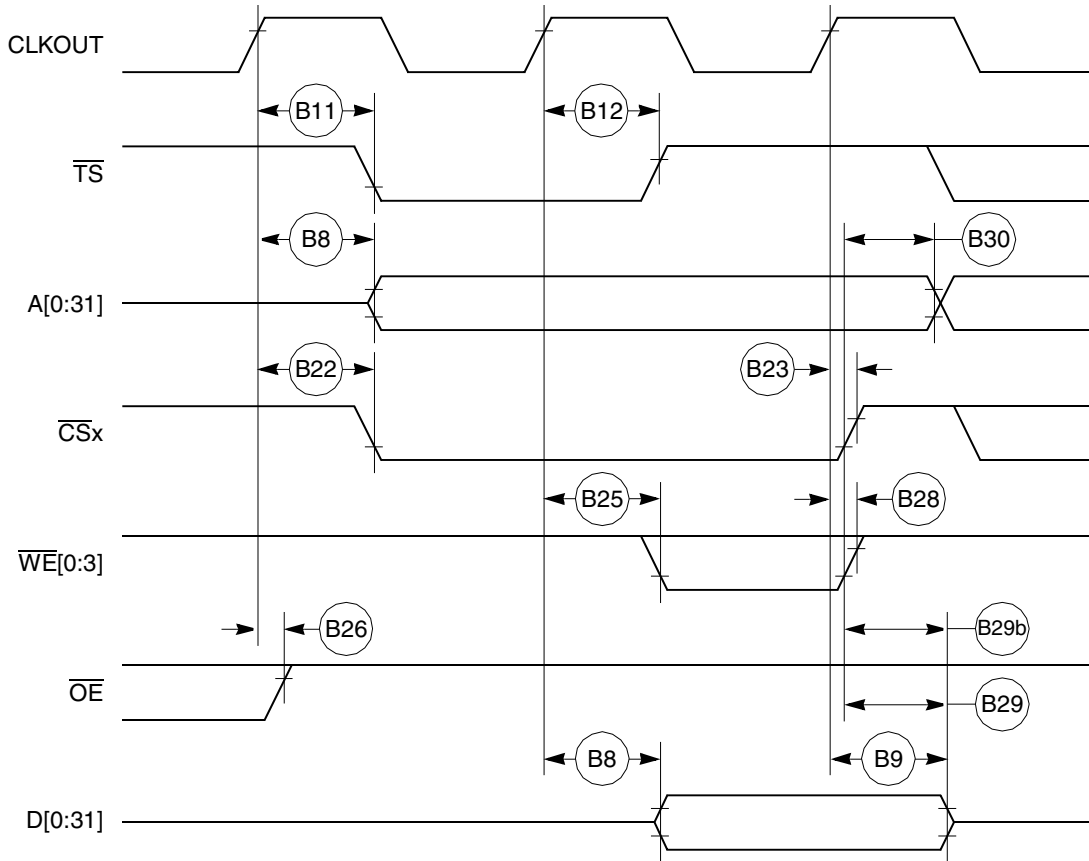 CLKOUT
B11
B12
TS
B8
B30
A[0:31]
B22
B23
CSx
B25
B28
WE[0:3]
B26
B29b
OE
B29
B8
B9
D[0:31]